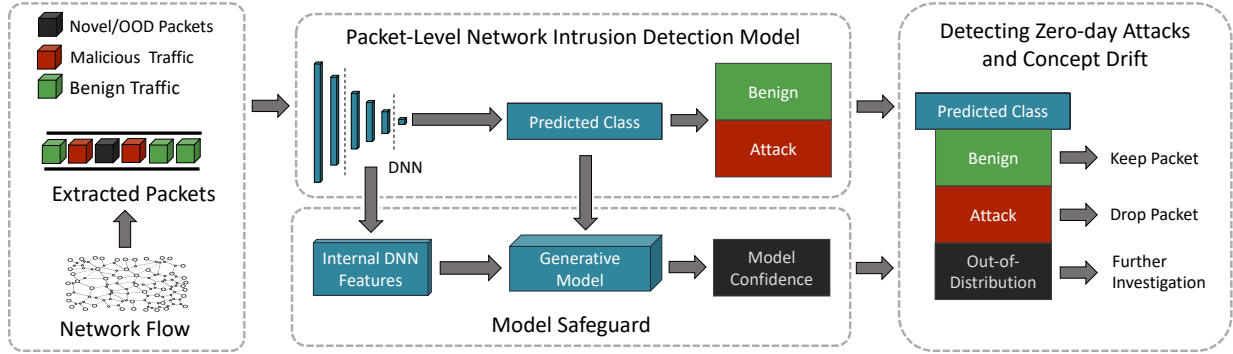 Novel/OOD Packets
Malicious Traffic
Benign Traffic
Extracted Packets
Network Flow
Packet-Level Network Intrusion Detection Model
DNN
Predicted Class
Benign
Attack
Internal DNN
Features
Generative
Model
Model
Confidence
Model Safeguard
Detecting Zero-day Attacks
and Concept Drift
Predicted Class
Benign
Keep Packet
Attack
Drop Packet
Out-of-
Distribution
Further
Investigation